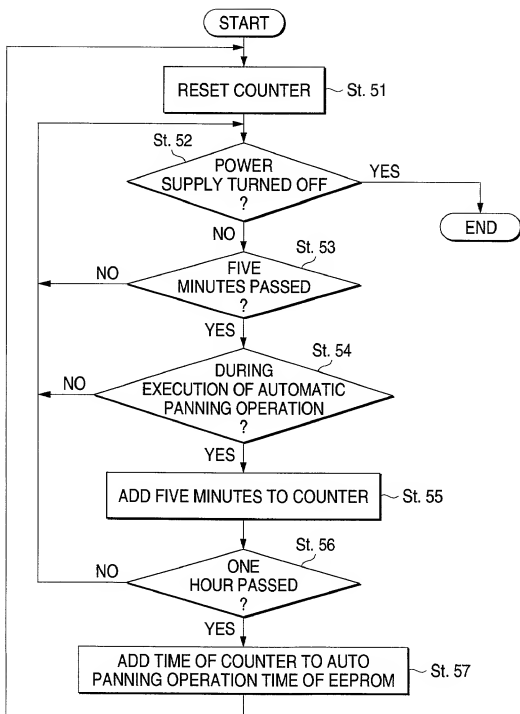 START
RESET COUNTER
St. 51
St. 52
POWER
SUPPLY TURNED OFF
?
YES
END
NO
St. 53
FIVE
MINUTES PASSED
?
NO
YES
St. 54
DURING
EXECUTION OF AUTOMATIC
PANNING OPERATION
?
NO
YES
ADD FIVE MINUTES TO COUNTER
St. 55
St. 56
ONE
HOUR PASSED
?
NO
YES
ADD TIME OF COUNTER TO AUTO
PANNING OPERATION TIME OF EEPROM
St. 57